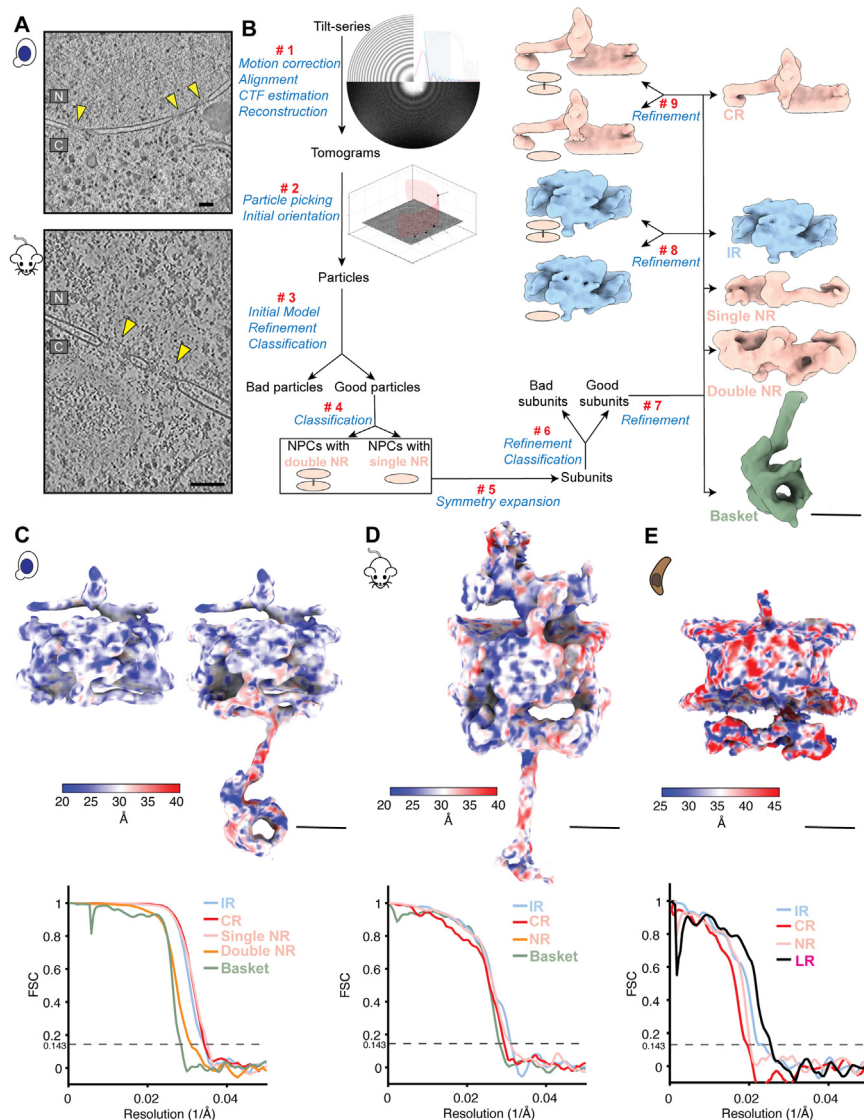 A
N
C
N
C
B
Tilt-series
# 1
Motion correction
Alignment
CTF estimation
Reconstruction
Tomograms
# 2
Particle picking
Initial orientation
Particles
# 3
Initial Model
Refinement
Classification
Bad particles
Good particles
# 4
Classification
NPCs with
double NR
NPCs with
single NR
# 5
Symmetry expansion
Subunits
# 6
Refinement
Classification
Bad
subunits
Good
subunits
# 7
Refinement
# 8
Refinement
# 9
Refinement
CR
IR
Single NR
Double NR
Basket
C
20 25 30 35 40
Å
D
20 25 30 35 40
Å
E
25 30 35 40 45
Å
FSC
1
0.8
0.6
0.4
0.2
0.143
0
0 0.02 0.04
Resolution (1/Å)
IR
CR
Single NR
Double NR
Basket
FSC
1
0.8
0.6
0.4
0.2
0.143
0
0 0.02 0.04
Resolution (1/Å)
IR
CR
NR
Basket
FSC
1
0.8
0.6
0.4
0.2
0.143
0
0 0.02 0.04
Resolution (1/Å)
IR
CR
NR
LR